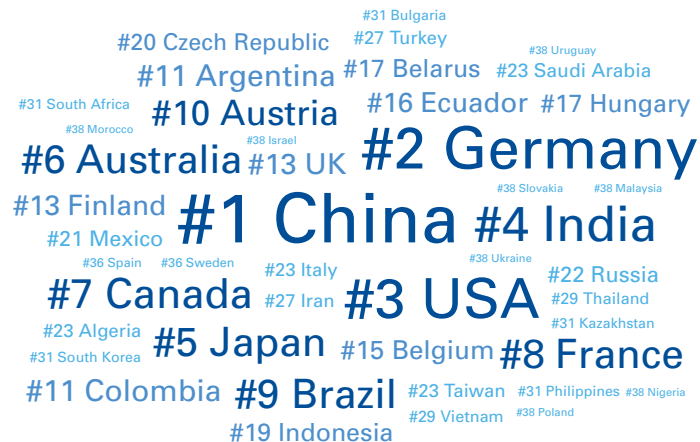 #31 Bulgaria
#20 Czech Republic
#27 Turkey
#38 Uruguay
#11 Argentina
#17 Belarus
#23 Saudi Arabia
#31 South Africa
#10 Austria
#16 Ecuador
#17 Hungary
#38 Morocco
#38 Israel
#2 Germany
#6 Australia
#13 UK
#38 Slovakia
#38 Malaysia
#13 Finland
#1 China
#4 India
#21 Mexico
#36 Spain
#36 Sweden
#23 Italy
#38 Ukraine
#22 Russia
#7 Canada
#27 Iran
#3 USA
#29 Thailand
#23 Algeria
#5 Japan
#31 Kazakhstan
#31 South Korea
#15 Belgium
#8 France
#11 Colombia
#9 Brazil
#23 Taiwan
#31 Philippines
#38 Nigeria
#29 Vietnam
#38 Poland
#19 Indonesia